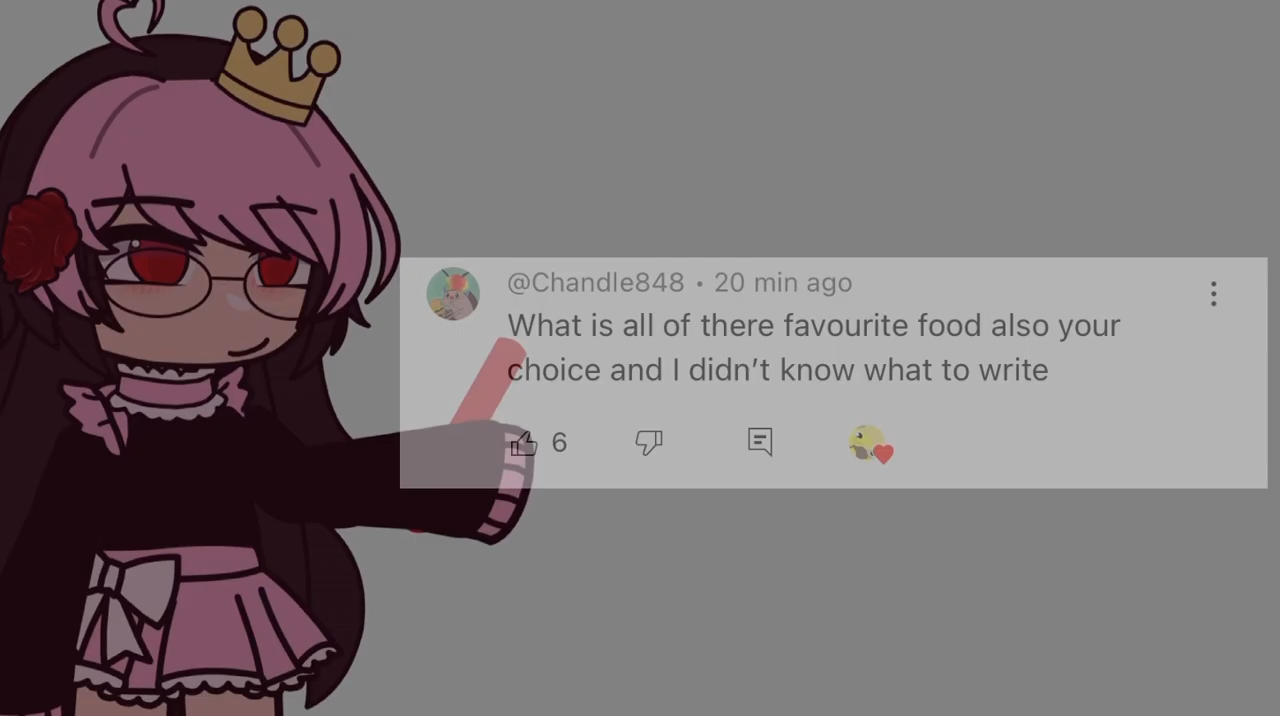 @Chandle848 • 20 min ago
What is all of there favourite food also your
choice and I didn't know what to write
6